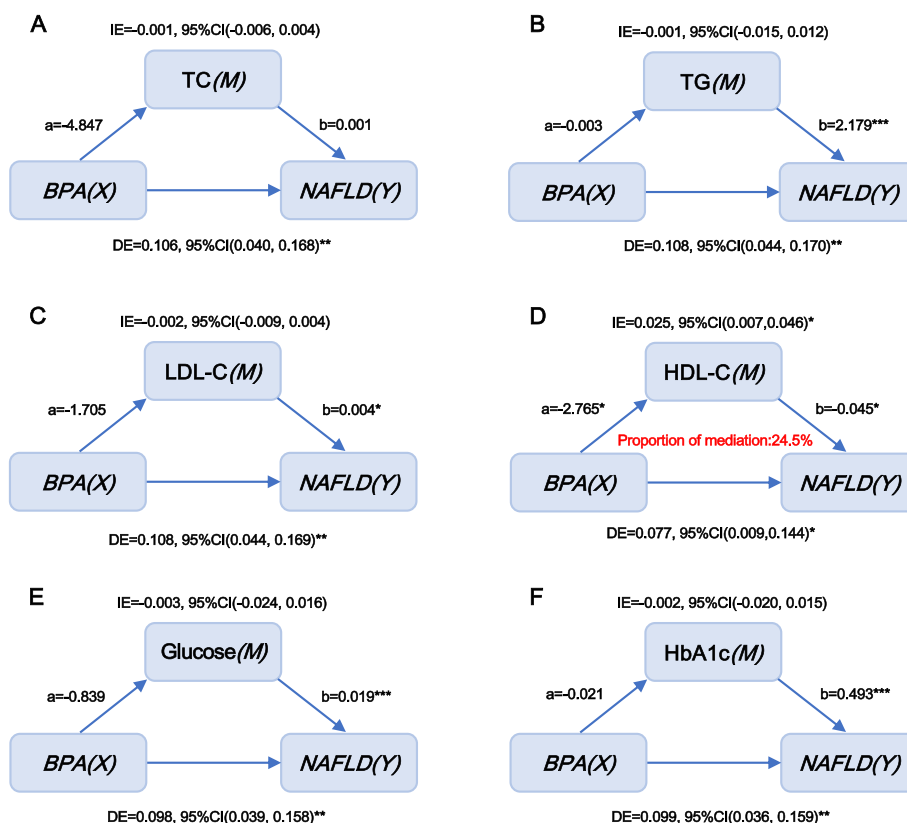 A
IE=-0.001, 95%CI(-0.006, 0.004)
TC(M)
a=-4.847
b=0.001
BPA(X)
NAFLD(Y)
DE=0.106, 95%CI(0.040, 0.168)**
B
IE=-0.001, 95%CI(-0.015, 0.012)
TG(M)
a=-0.003
b=2.179***
BPA(X)
NAFLD(Y)
DE=0.108, 95%CI(0.044, 0.170)**
C
IE=-0.002, 95%CI(-0.009, 0.004)
LDL-C(M)
a=-1.705
b=0.004*
BPA(X)
NAFLD(Y)
DE=0.108, 95%CI(0.044, 0.169)**
D
IE=0.025, 95%CI(0.007,0.046)*
HDL-C(M)
a=-2.765*
b=-0.045*
Proportion of mediation:24.5%
BPA(X)
NAFLD(Y)
DE=0.077, 95%CI(0.009,0.144)*
E
IE=-0.003, 95%CI(-0.024, 0.016)
Glucose(M)
a=-0.839
b=0.019***
BPA(X)
NAFLD(Y)
DE=0.098, 95%CI(0.039, 0.158)**
F
IE=-0.002, 95%CI(-0.020, 0.015)
HbA1c(M)
a=-0.021
b=0.493***
BPA(X)
NAFLD(Y)
DE=0.099, 95%CI(0.036, 0.159)**